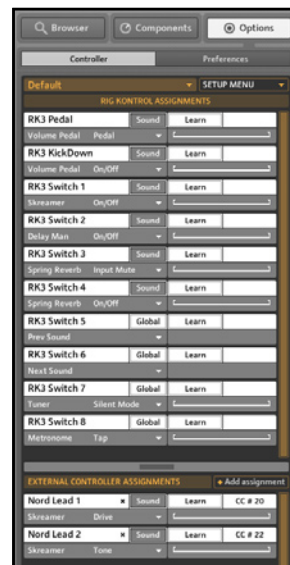 Browser Components Options
Controller Preferences
Default SETUP MENU
RIG KONTROL ASSIGNMENTS
RK3 Pedal Sound Learn
Volume Pedal Pedal
RK3 KickDown Sound Learn
Volume Pedal On/Off
RK3 Switch 1 Sound Learn
Skreamer On/Off
RK3 Switch 2 Sound Learn
Delay Man On/Off
RK3 Switch 3 Sound Learn
Spring Reverb Input Mute
RK3 Switch 4 Sound Learn
Spring Reverb On/Off
RK3 Switch 5 Global Learn
Prev Sound
RK3 Switch 6 Global Learn
Next Sound
RK3 Switch 7 Global Learn
Tuner Silent Mode
RK3 Switch 8 Global Learn
Metronome Tap
EXTERNAL CONTROLLER ASSIGNMENTS Add assignment
Nord Lead 1 × Sound Learn CC # 20
Skreamer Drive
Nord Lead 2 × Sound Learn CC # 22
Skreamer Tone